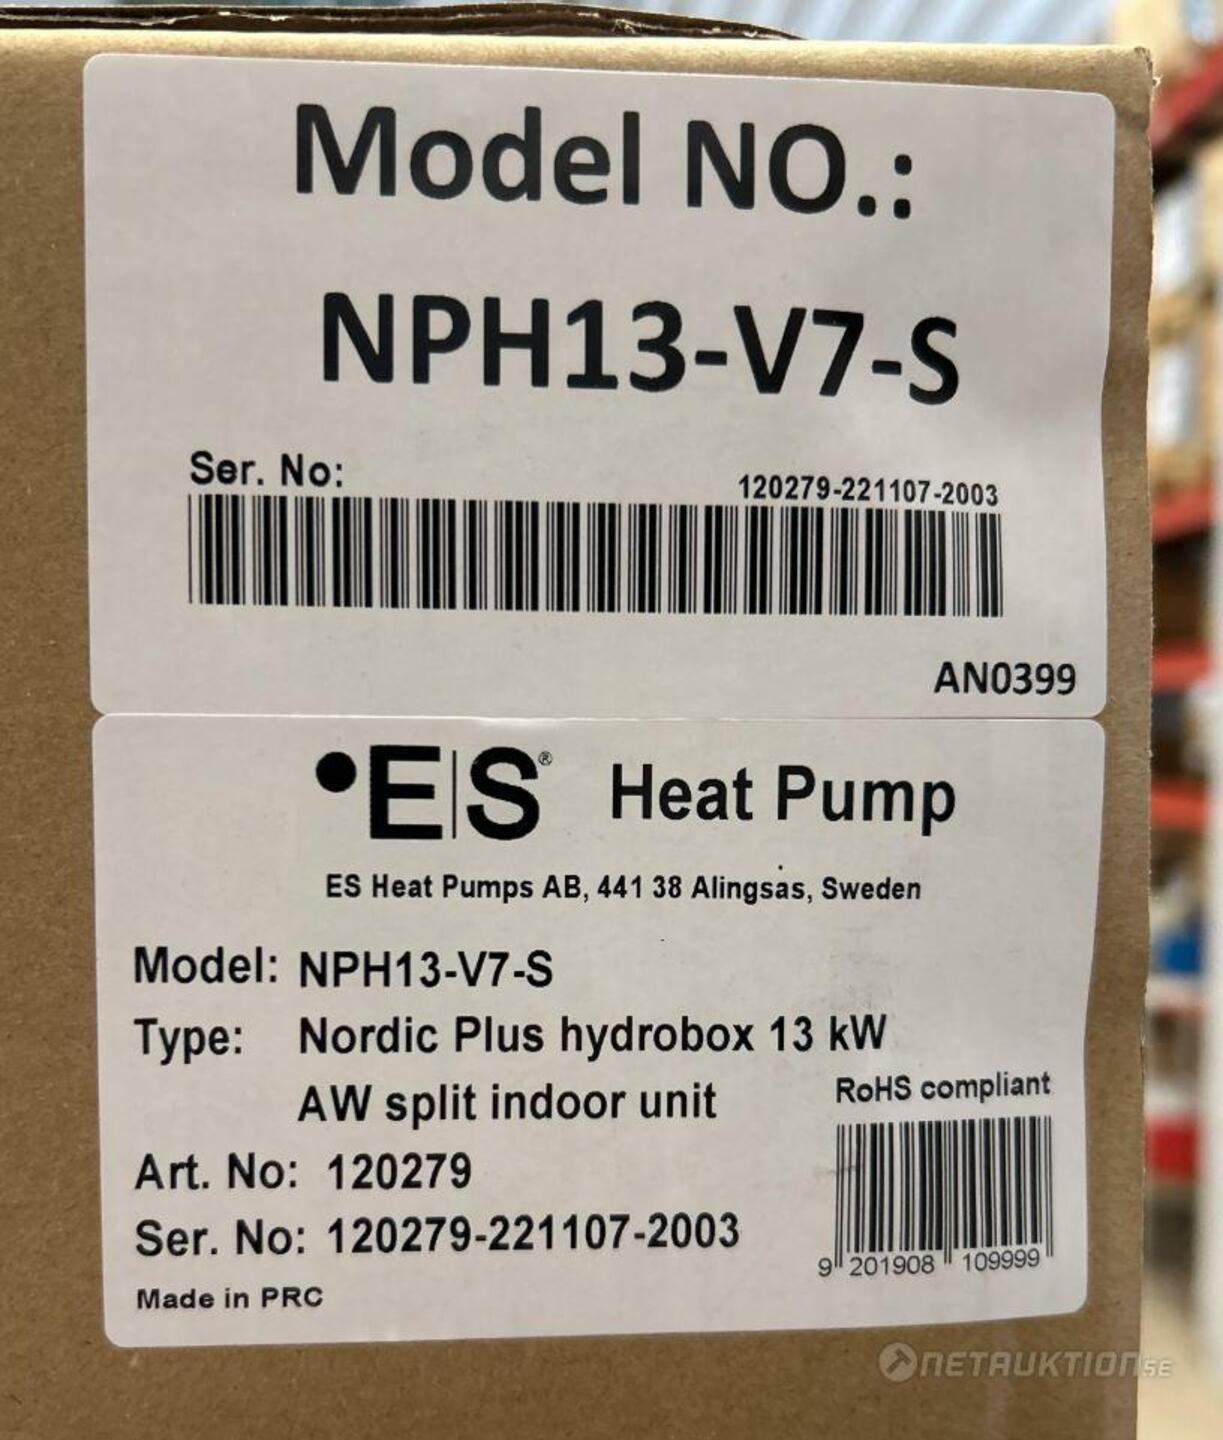 Model NO.:
NPH13-V7-S
Ser. No:
120279-221107-2003
AN0399
•E|S® Heat Pump
ES Heat Pumps AB, 441 38 Alingsas, Sweden
Model: NPH13-V7-S
Type: Nordic Plus hydrobox 13 kW
AW split indoor unit
RoHS compliant
Art. No: 120279
Ser. No: 120279-221107-2003
9 201908 109999
Made in PRC
NETAUKTION.SE